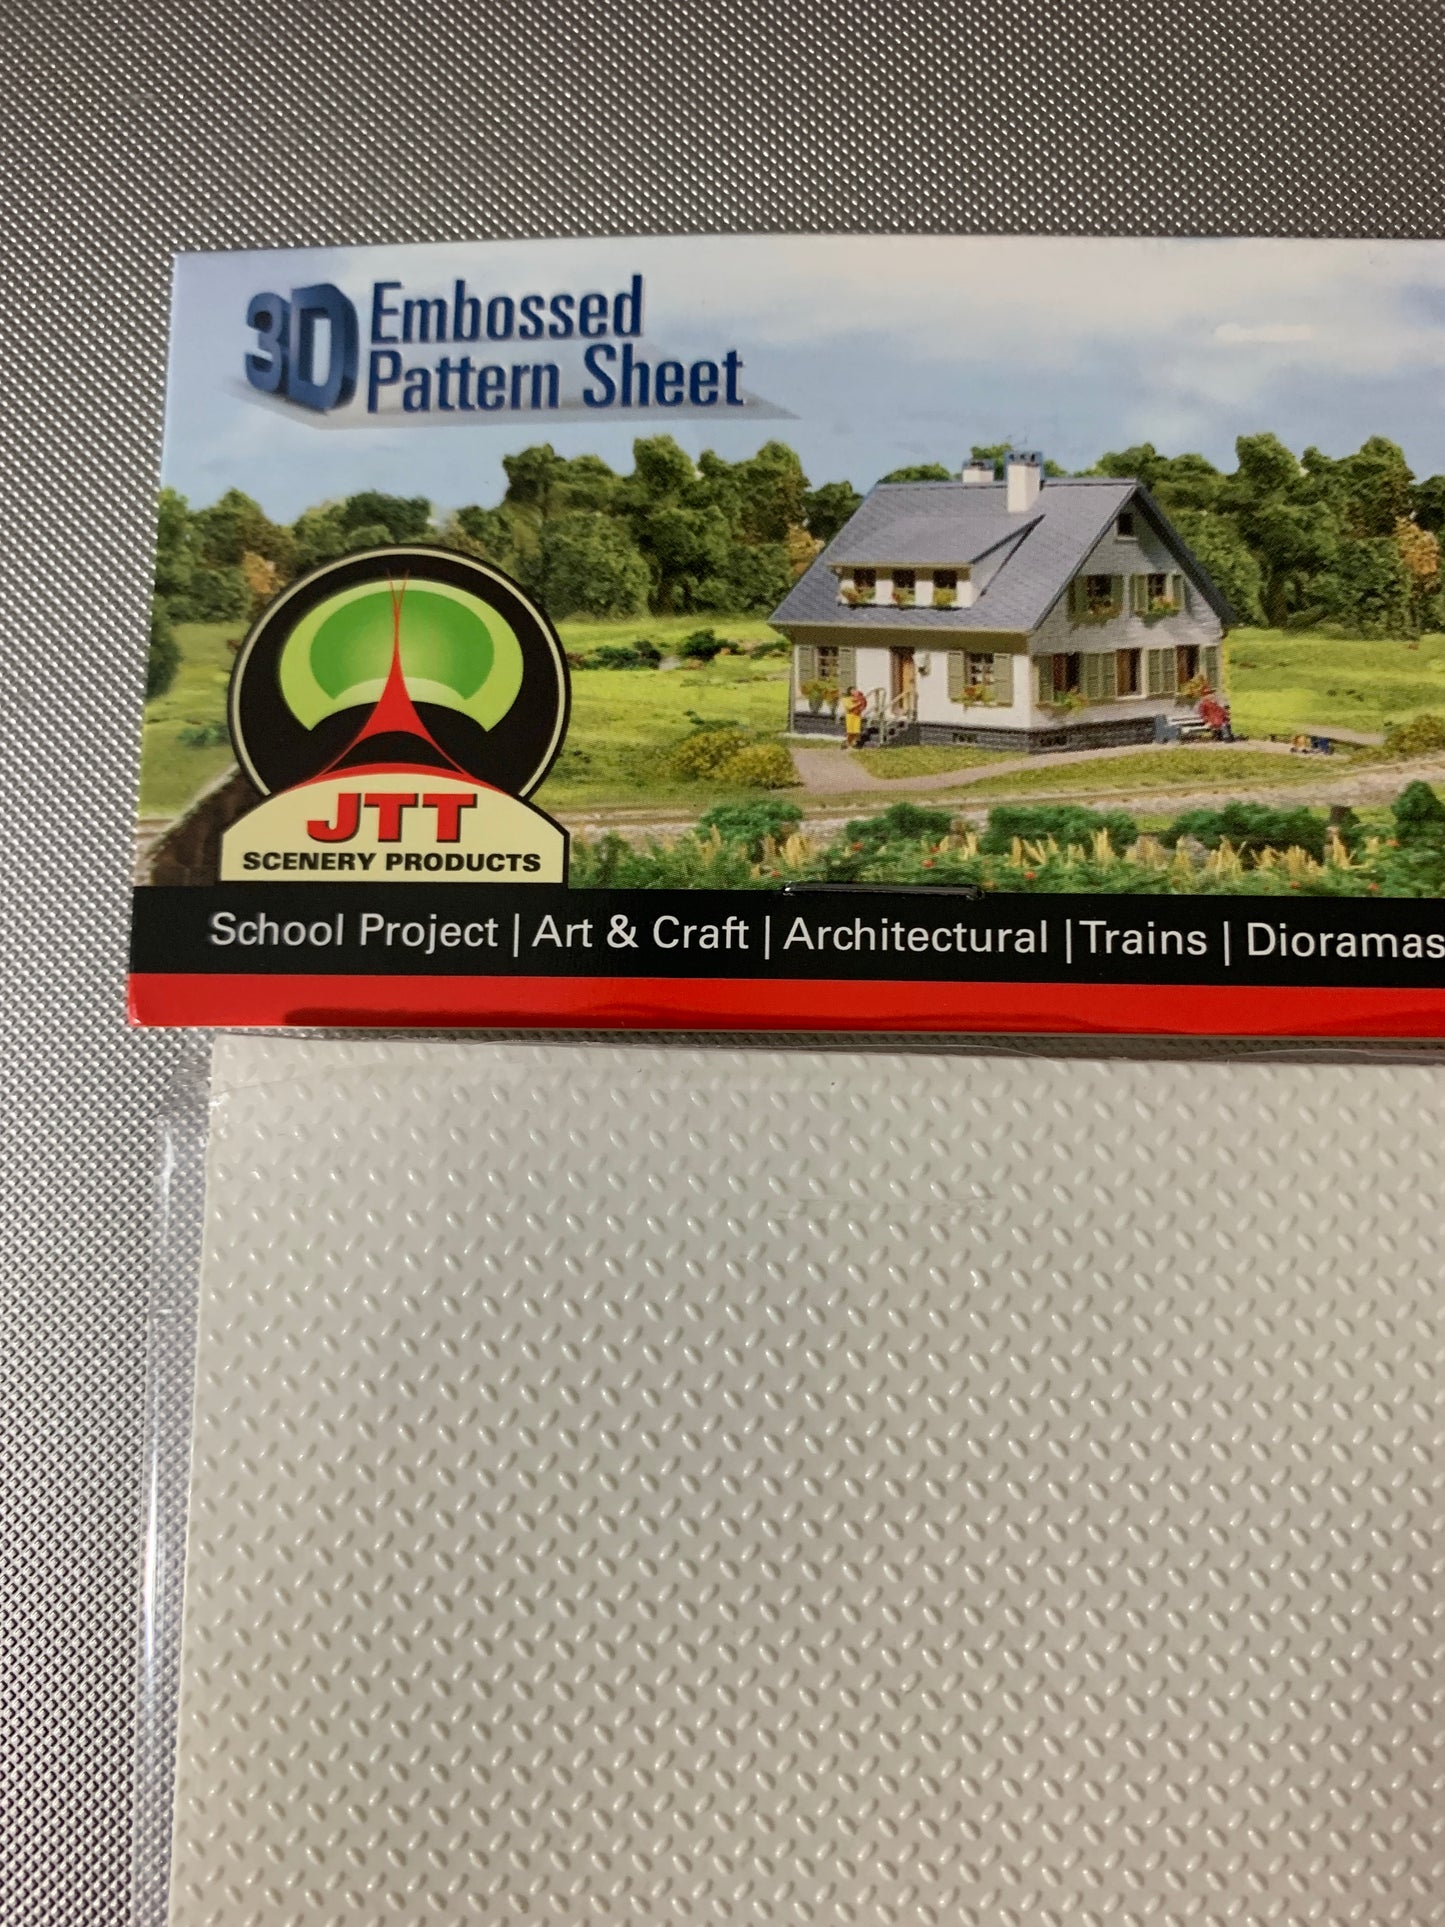 3D Embossed
Pattern Sheet
JTT
SCENERY PRODUCTS
School Project | Art & Craft | Architectural | Trains | Dioramas